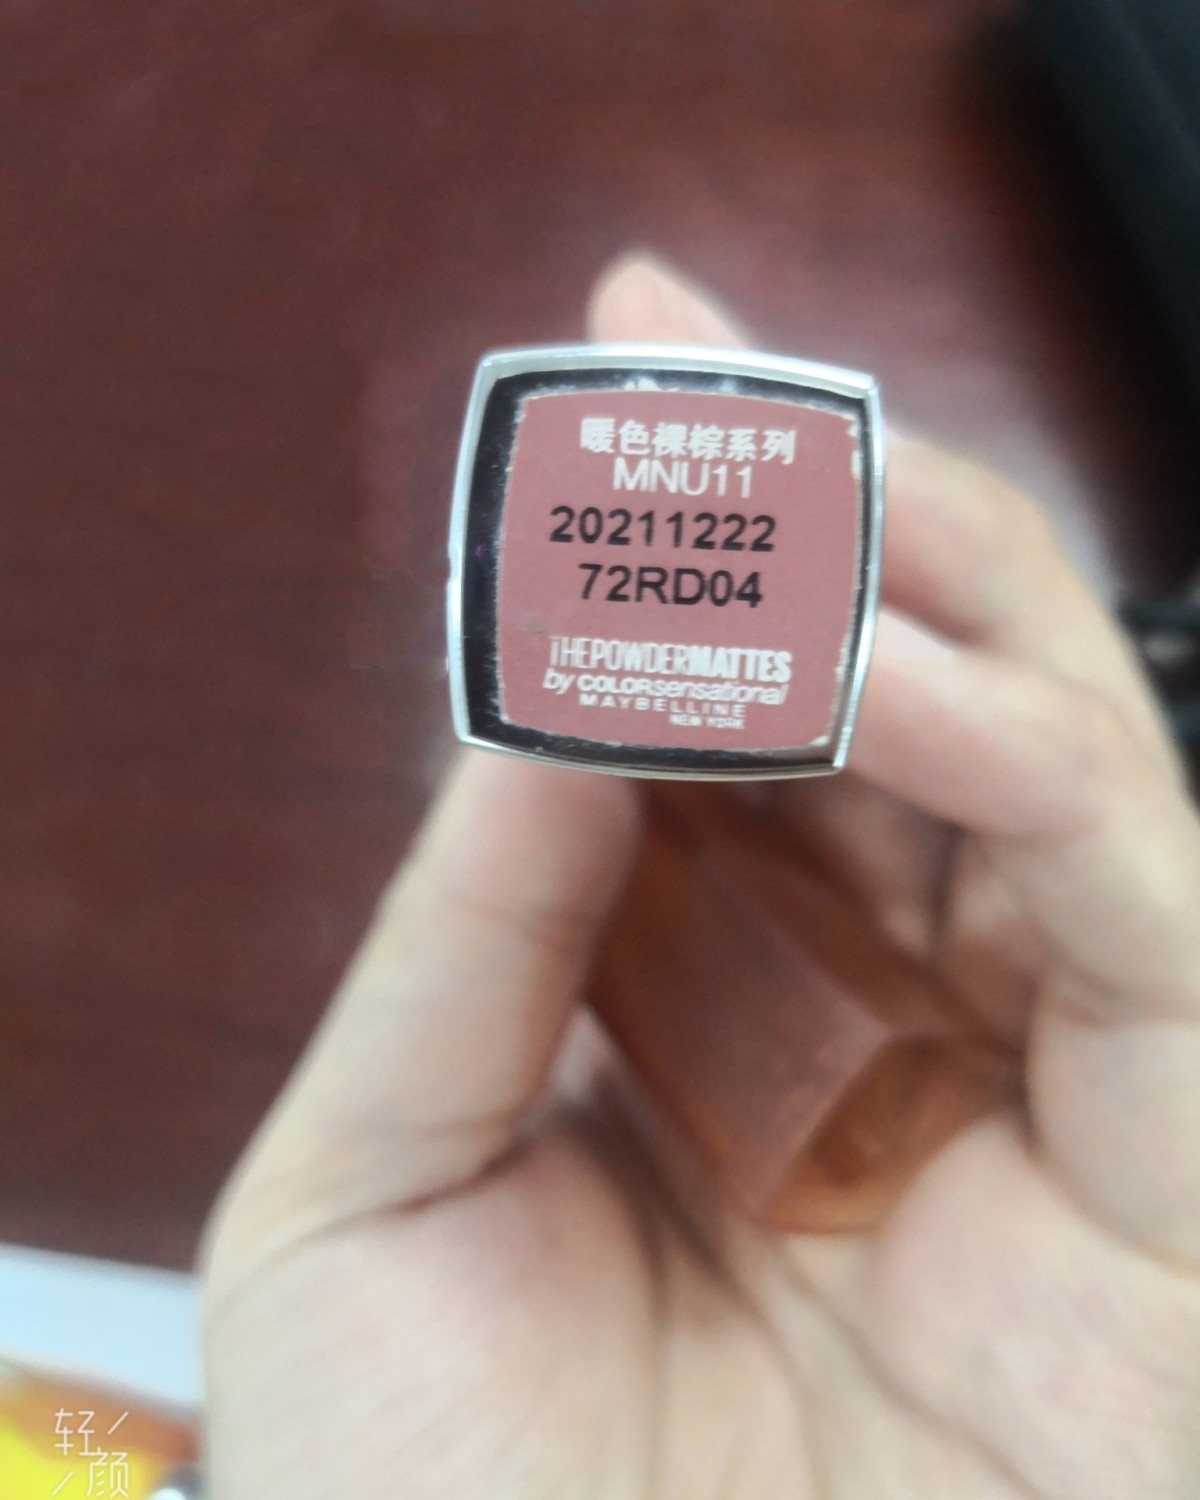 暖色裸棕系列
MNU11
20211222
72RD04
THEPOWDERMATTES
by COLORsensational
MAYBELLINE
NEW YORK
轻
颜